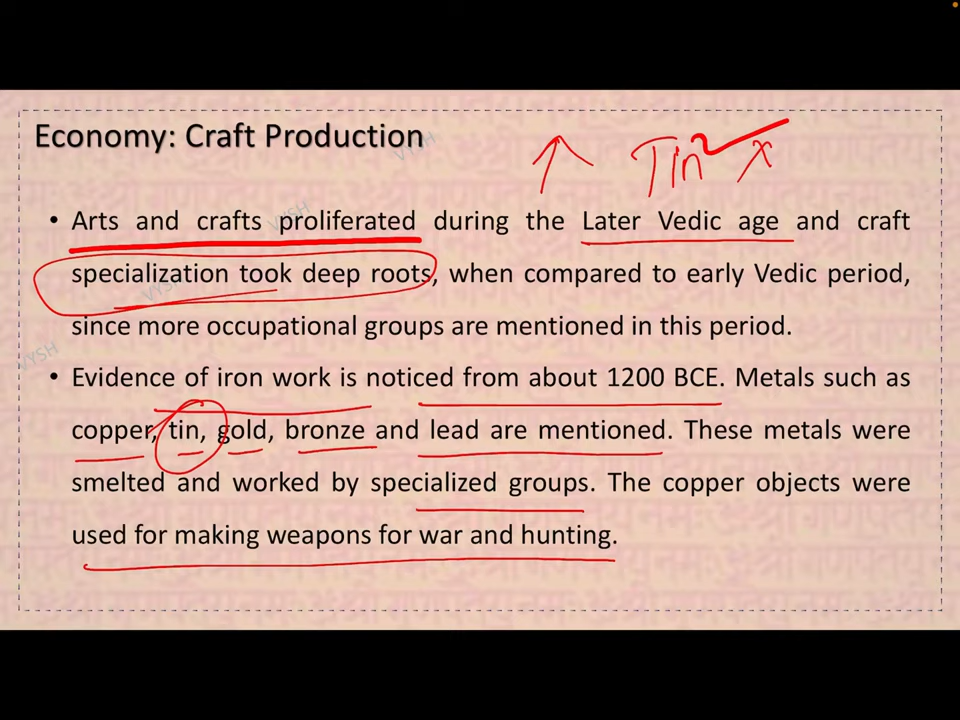 Economy: Craft Production
Tin
• Arts and crafts proliferated during the Later Vedic age and craft
specialization took deep roots, when compared to early Vedic period,
since more occupational groups are mentioned in this period.
• Evidence of iron work is noticed from about 1200 BCE. Metals such as
copper, tin, gold, bronze and lead are mentioned. These metals were
smelted and worked by specialized groups. The copper objects were
used for making weapons for war and hunting.
VYSH
VYSH
VYSH
VYSH